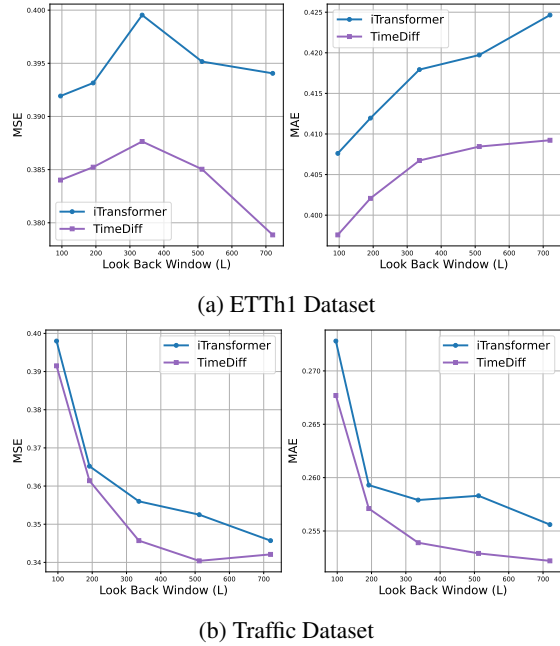 0.400
0.395
0.390
0.385
0.380
MSE
iTransformer
TimeDiff
100 200 300 400 500 600 700
Look Back Window (L)
0.425
0.420
0.415
0.410
0.405
0.400
MAE
iTransformer
TimeDiff
100 200 300 400 500 600 700
Look Back Window (L)
(a) ETTh1 Dataset
0.40
0.39
0.38
0.37
0.36
0.35
0.34
MSE
iTransformer
TimeDiff
100 200 300 400 500 600 700
Look Back Window (L)
0.270
0.265
0.260
0.255
MAE
iTransformer
TimeDiff
100 200 300 400 500 600 700
Look Back Window (L)
(b) Traffic Dataset